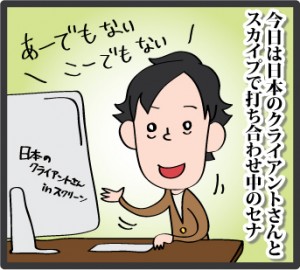 今日は日本のクライアントさんと
スカイプで打ち合わせ中のセナ
あーでもない
こーでもない
日本の
クライアントさん
inスクリーン